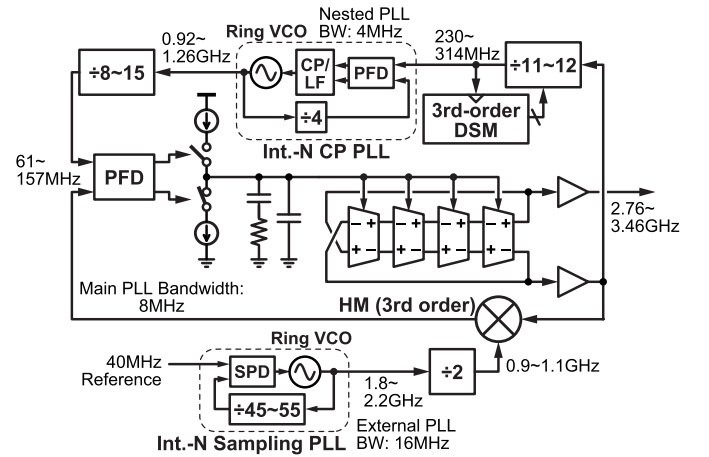 Nested PLL
BW: 4MHz
Ring VCO
0.92~
1.26GHz
230~
314MHz
÷8~15
CP/
LF
PFD
÷11~12
÷4
3rd-order
DSM
Int.-N CP PLL
61~
157MHz
PFD
− +
− +
− +
− +
+ −
+ −
+ −
+ −
2.76~
3.46GHz
Main PLL Bandwidth:
8MHz
HM (3rd order)
Ring VCO
40MHz
Reference
SPD
÷2
0.9~1.1GHz
1.8~
2.2GHz
÷45~55
External PLL
BW: 16MHz
Int.-N Sampling PLL